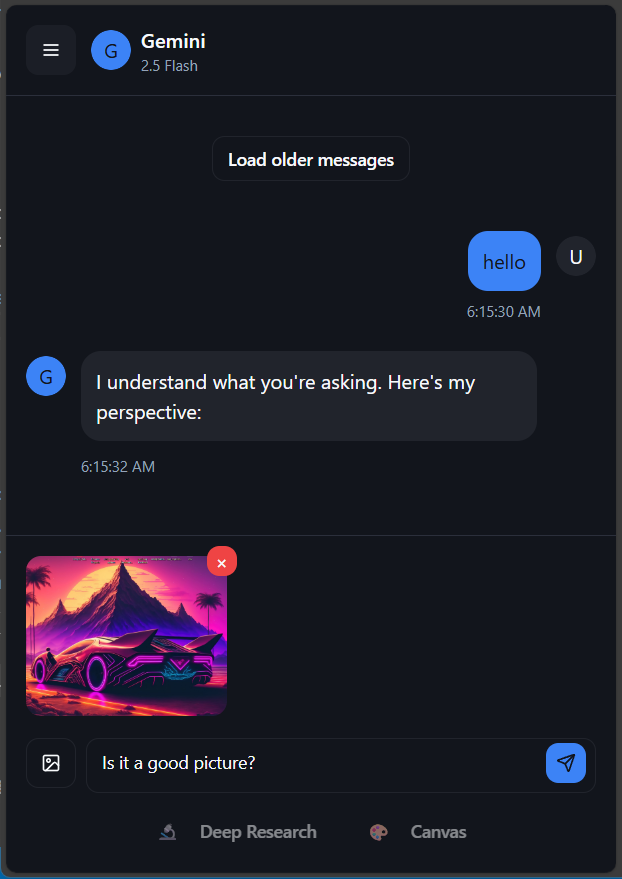 G
Gemini
2.5 Flash
Load older messages
hello
U
6:15:30 AM
G
I understand what you're asking. Here's my
perspective:
6:15:32 AM
Is it a good picture?
Deep Research
Canvas